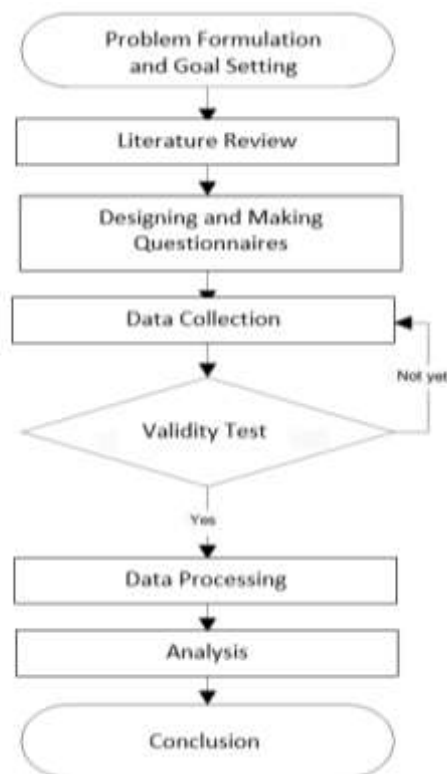 Problem Formulation
and Goal Setting
Literature Review
Designing and Making
Questionnaires
Data Collection
Not yet
Validity Test
Yes
Data Processing
Analysis
Conclusion